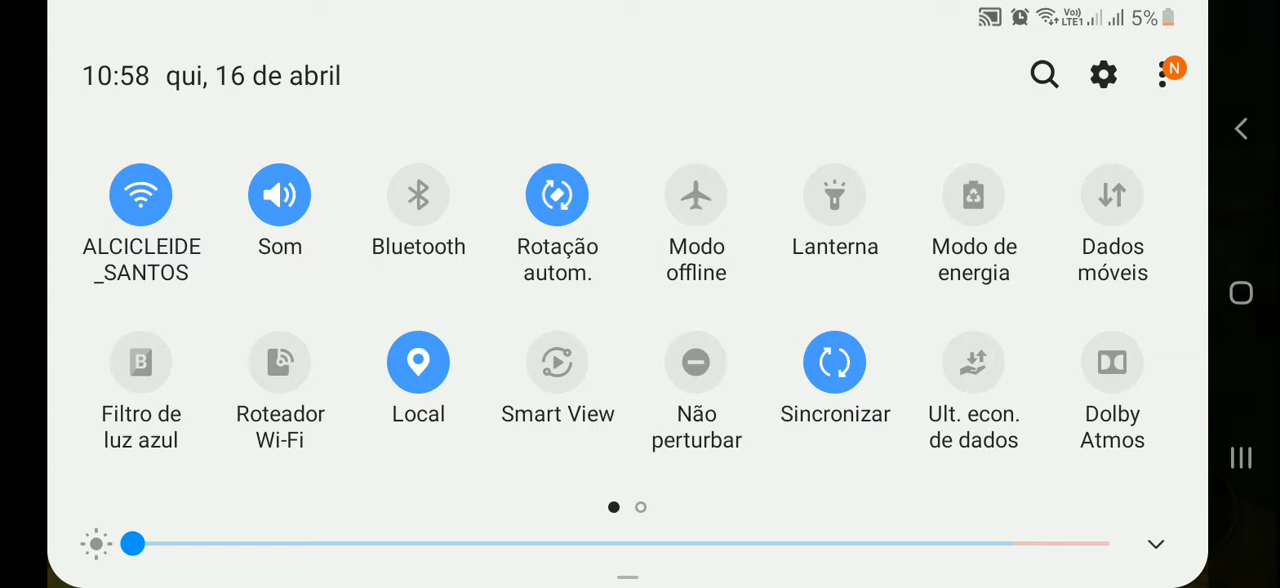 Vo)) LTE1 5%
10:58 qui, 16 de abril N
ALCICLEIDE
_SANTOS
Som
Bluetooth
Rotação
autom.
Modo
offline
Lanterna
Modo de
energia
Dados
móveis
B
Filtro de
luz azul
Roteador
Wi-Fi
Local
Smart View
Não
perturbar
Sincronizar
Ult. econ.
de dados
Dolby
Atmos